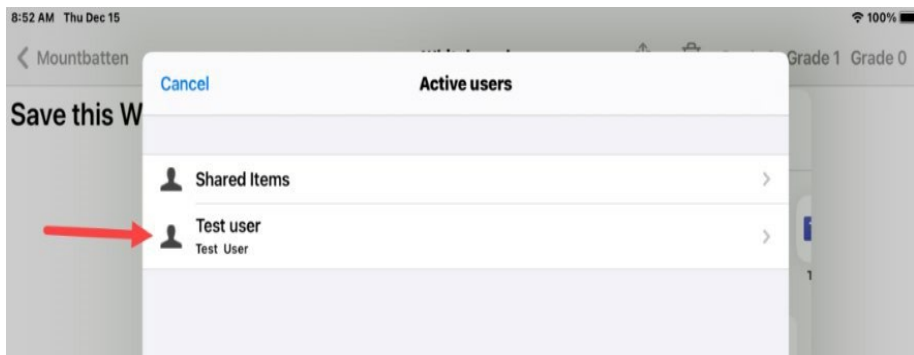 8:52 AM Thu Dec 15
100%
Mountbatten
Grade 1 Grade 0
Cancel
Active users
Save this W
Shared Items
Test user
Test User